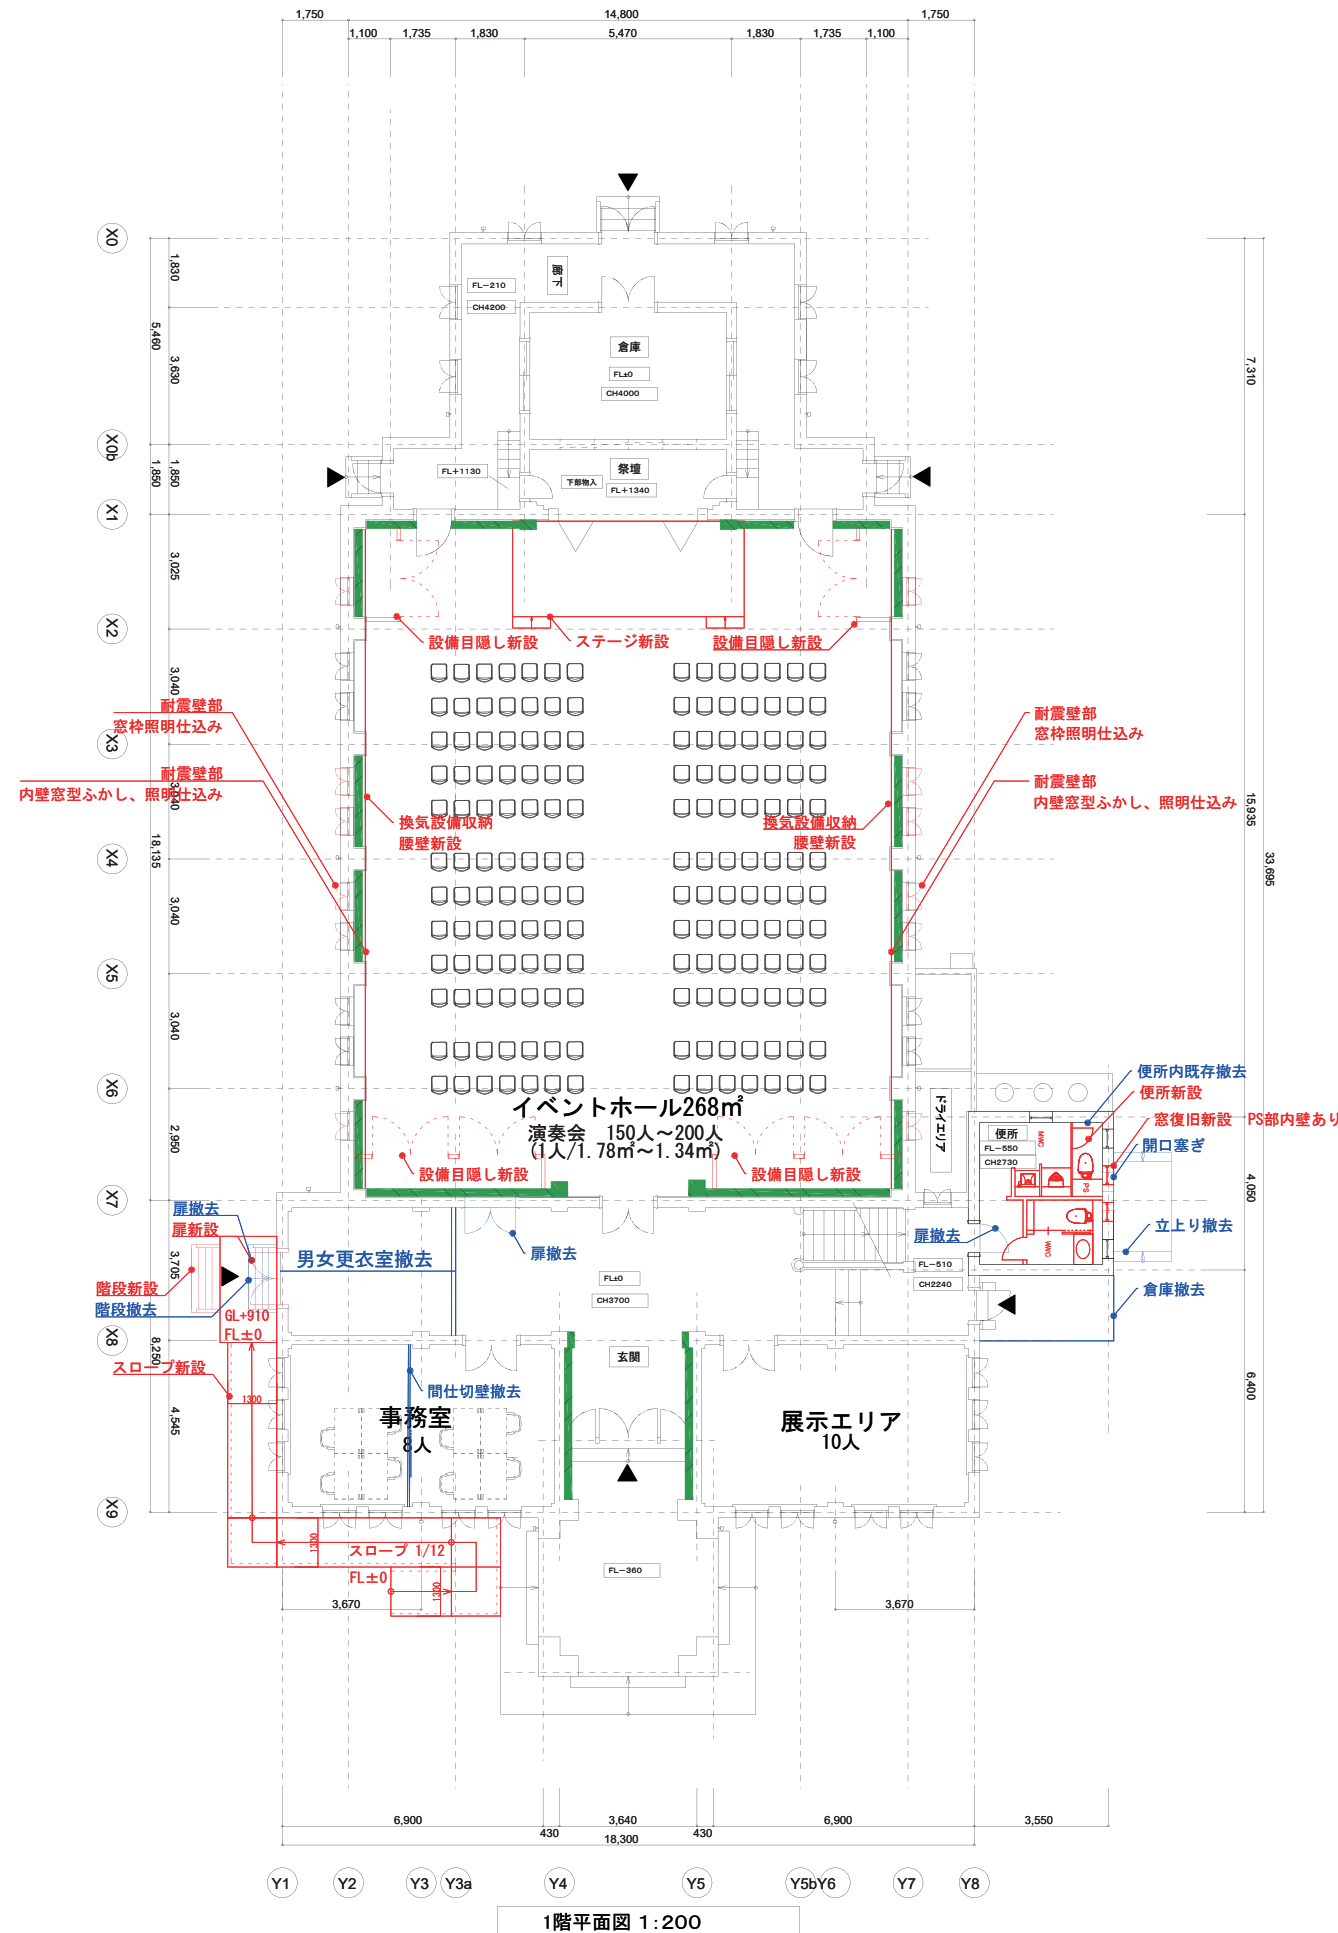 1,750
14,800
1,750
1,100
1,735
1,830
5,470
1,830
1,735
1,100
X0
X0b
X1
X2
X3
X4
X5
X6
X7
X8
X9
1,830
5,460
3,630
1,850
1,850
3,025
3,040
3,040
18,135
3,040
3,040
2,950
3,705
8,250
4,545
7,310
15,935
33,695
4,050
6,400
廊下
FL-210
CH4200
倉庫
FL±0
CH4000
FL+1130
下部物入
祭壇
FL+1340
設備目隠し新設
ステージ新設
設備目隠し新設
耐震壁部
窓枠照明仕込み
耐震壁部
内壁窓型ふかし、照明仕込み
耐震壁部
窓枠照明仕込み
耐震壁部
内壁窓型ふかし、照明仕込み
換気設備収納
腰壁新設
換気設備収納
腰壁新設
イベントホール268㎡
演奏会 150人〜200人
(1人/1.78㎡〜1.34㎡)
設備目隠し新設
設備目隠し新設
ドライエリア
便所内既存撤去
便所新設
窓復旧新設 PS部内壁あり
開口塞ぎ
立上り撤去
倉庫撤去
便所
FL-550
CH2730
MWC
PS
WWC
扉撤去
FL-510
CH2240
扉撤去
扉新設
男女更衣室撤去
扉撤去
FL±0
CH3700
階段新設
階段撤去
GL+910
FL±0
スロープ新設
1300
玄関
間仕切壁撤去
事務室
8人
展示エリア
10人
1300
スロープ 1/12
FL±0
1300
FL-360
3,670
3,670
6,900
430
3,640
430
6,900
3,550
18,300
Y1
Y2
Y3
Y3a
Y4
Y5
Y5b
Y6
Y7
Y8
1階平面図 1:200